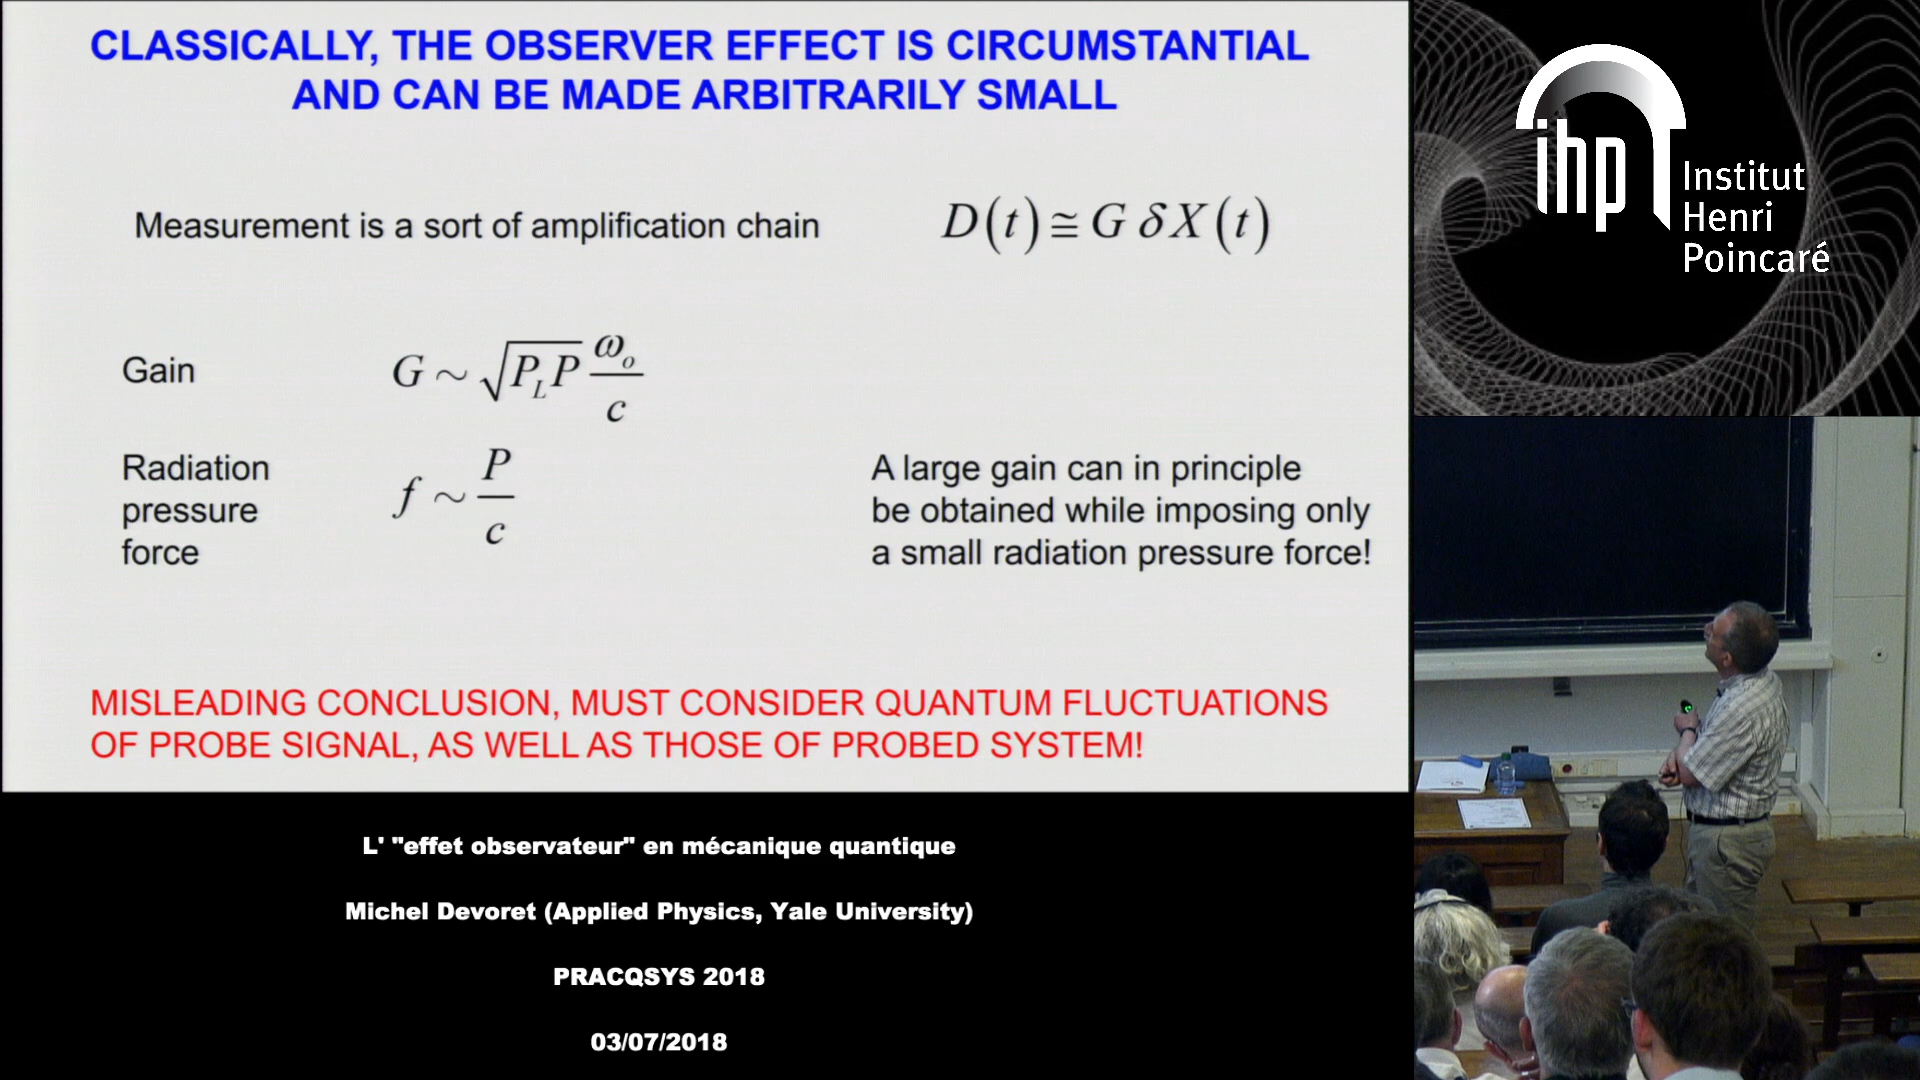 CLASSICALLY, THE OBSERVER EFFECT IS CIRCUMSTANTIAL
AND CAN BE MADE ARBITRARILY SMALL
Measurement is a sort of amplification chain
D(t) ≅ G δX(t)
Gain
G ~ √(P_L P) ω_o / c
Radiation
pressure
force
f ~ P / c
A large gain can in principle
be obtained while imposing only
a small radiation pressure force!
MISLEADING CONCLUSION, MUST CONSIDER QUANTUM FLUCTUATIONS
OF PROBE SIGNAL, AS WELL AS THOSE OF PROBED SYSTEM!
ihp
Institut
Henri
Poincaré
L' "effet observateur" en mécanique quantique
Michel Devoret (Applied Physics, Yale University)
PRACQSYS 2018
03/07/2018